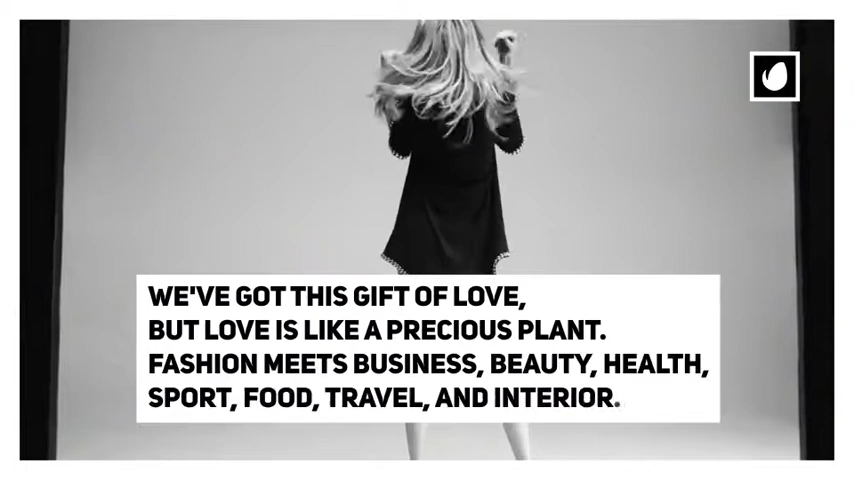 WE'VE GOT THIS GIFT OF LOVE,
BUT LOVE IS LIKE A PRECIOUS PLANT.
FASHION MEETS BUSINESS, BEAUTY, HEALTH,
SPORT, FOOD, TRAVEL, AND INTERIOR.